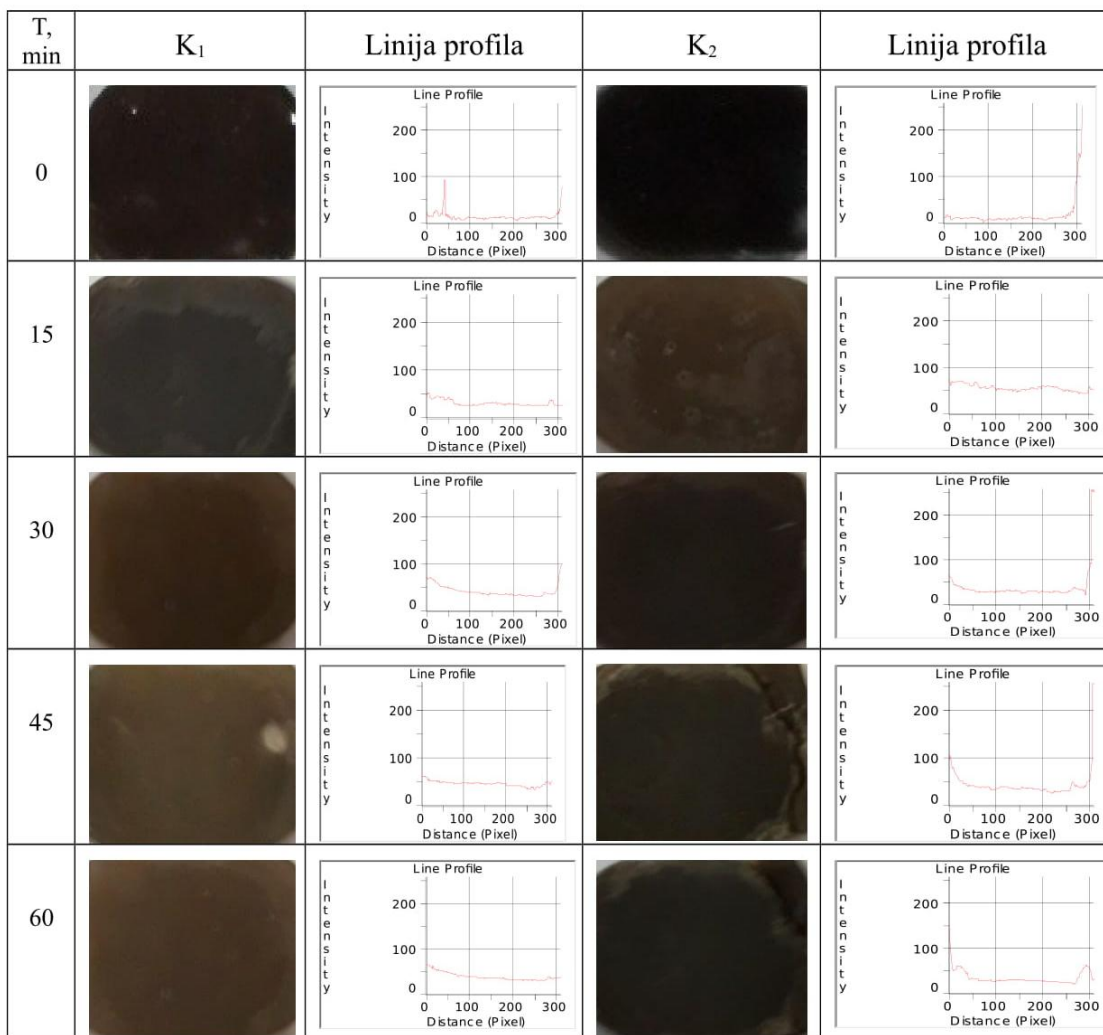 T,
min
K₁
Linija profila
K₂
Linija profila
0
Line Profile
Intensity
200
100
0
0 100 200 300
Distance (Pixel)
Line Profile
Intensity
200
100
0
0 100 200 300
Distance (Pixel)
15
Line Profile
Intensity
200
100
0
0 100 200 300
Distance (Pixel)
Line Profile
Intensity
200
100
0
0 100 200 300
Distance (Pixel)
30
Line Profile
Intensity
200
100
0
0 100 200 300
Distance (Pixel)
Line Profile
Intensity
200
100
0
0 100 200 300
Distance (Pixel)
45
Line Profile
Intensity
200
100
0
0 100 200 300
Distance (Pixel)
Line Profile
Intensity
200
100
0
0 100 200 300
Distance (Pixel)
60
Line Profile
Intensity
200
100
0
0 100 200 300
Distance (Pixel)
Line Profile
Intensity
200
100
0
0 100 200 300
Distance (Pixel)